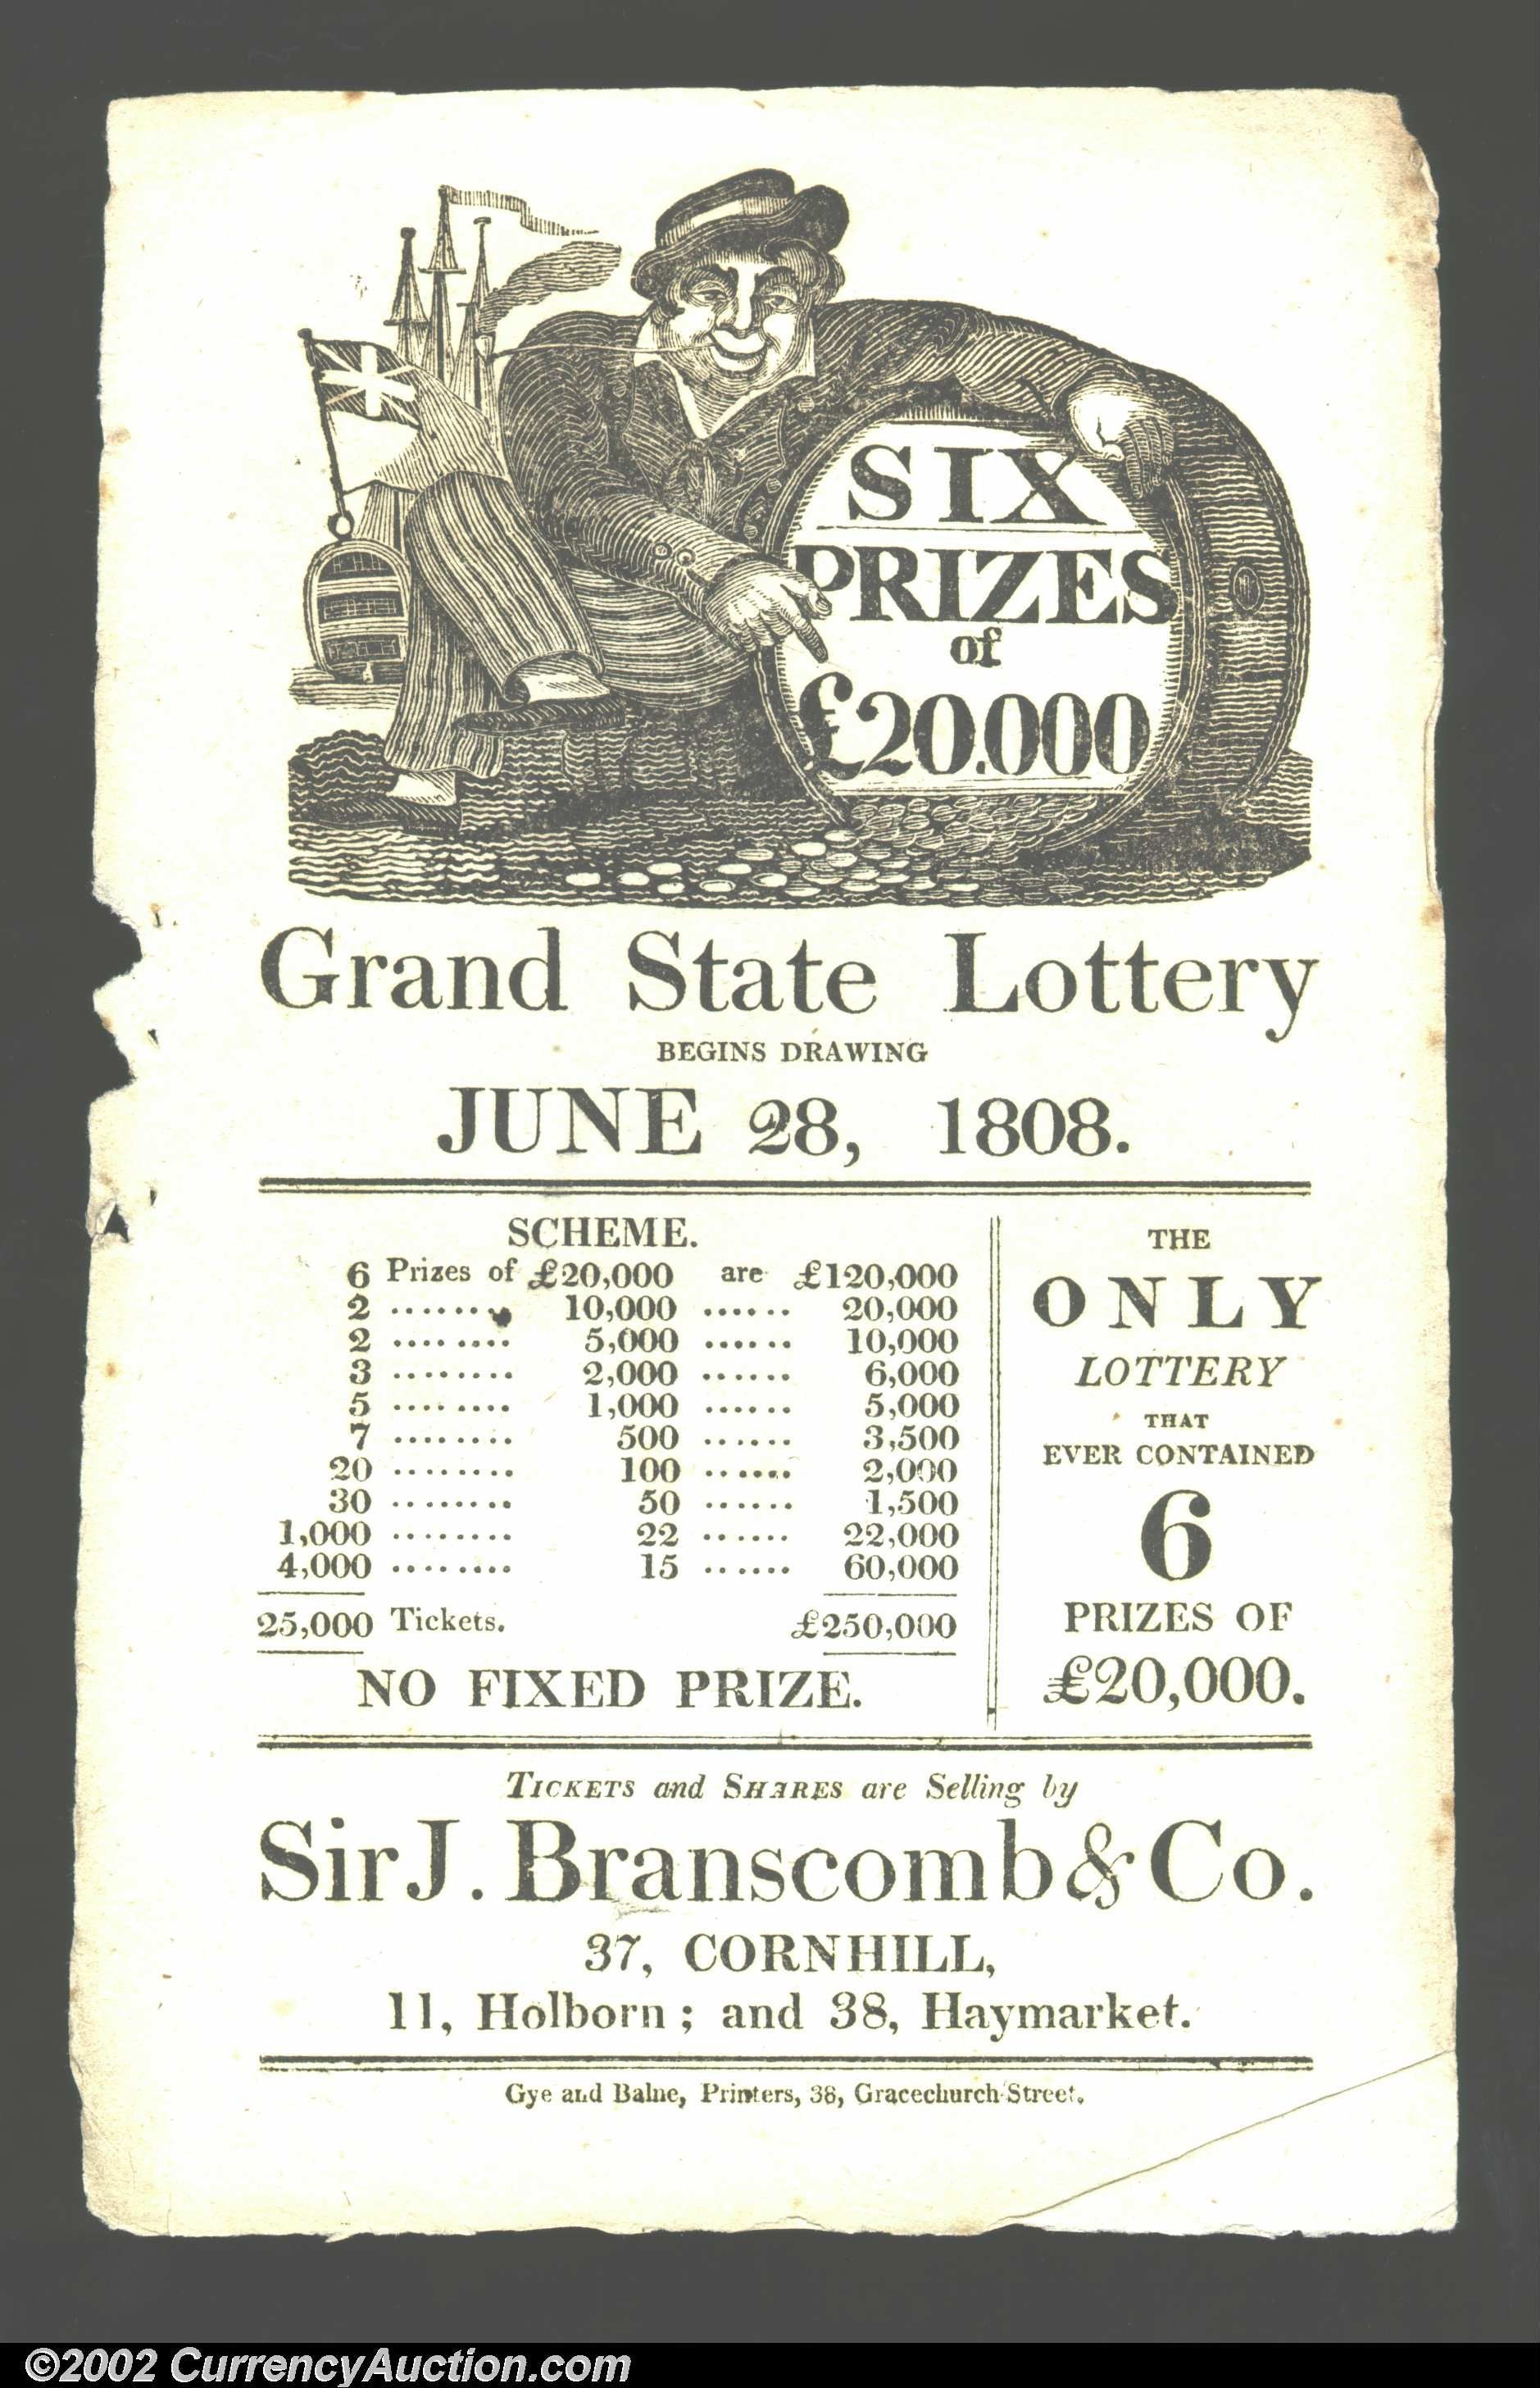 SIX
PRIZES
of
£20.000
Grand State Lottery
BEGINS DRAWING
JUNE 28, 1808.
SCHEME.
6 Prizes of £20,000 are £120,000
2 ........ 10,000 ...... 20,000
2 ........ 5,000 ...... 10,000
3 ........ 2,000 ...... 6,000
5 ........ 1,000 ...... 5,000
7 ........ 500 ...... 3,500
20 ........ 100 ...... 2,000
30 ........ 50 ...... 1,500
1,000 ........ 22 ...... 22,000
4,000 ........ 15 ...... 60,000
25,000 Tickets. £250,000
NO FIXED PRIZE.
THE
ONLY
LOTTERY
THAT
EVER CONTAINED
6
PRIZES OF
£20,000.
TICKETS and SHARES are Selling by
Sir J. Branscomb & Co.
37, CORNHILL,
11, Holborn; and 38, Haymarket.
Gye and Balne, Printers, 38, Gracechurch Street.
©2002 CurrencyAuction.com